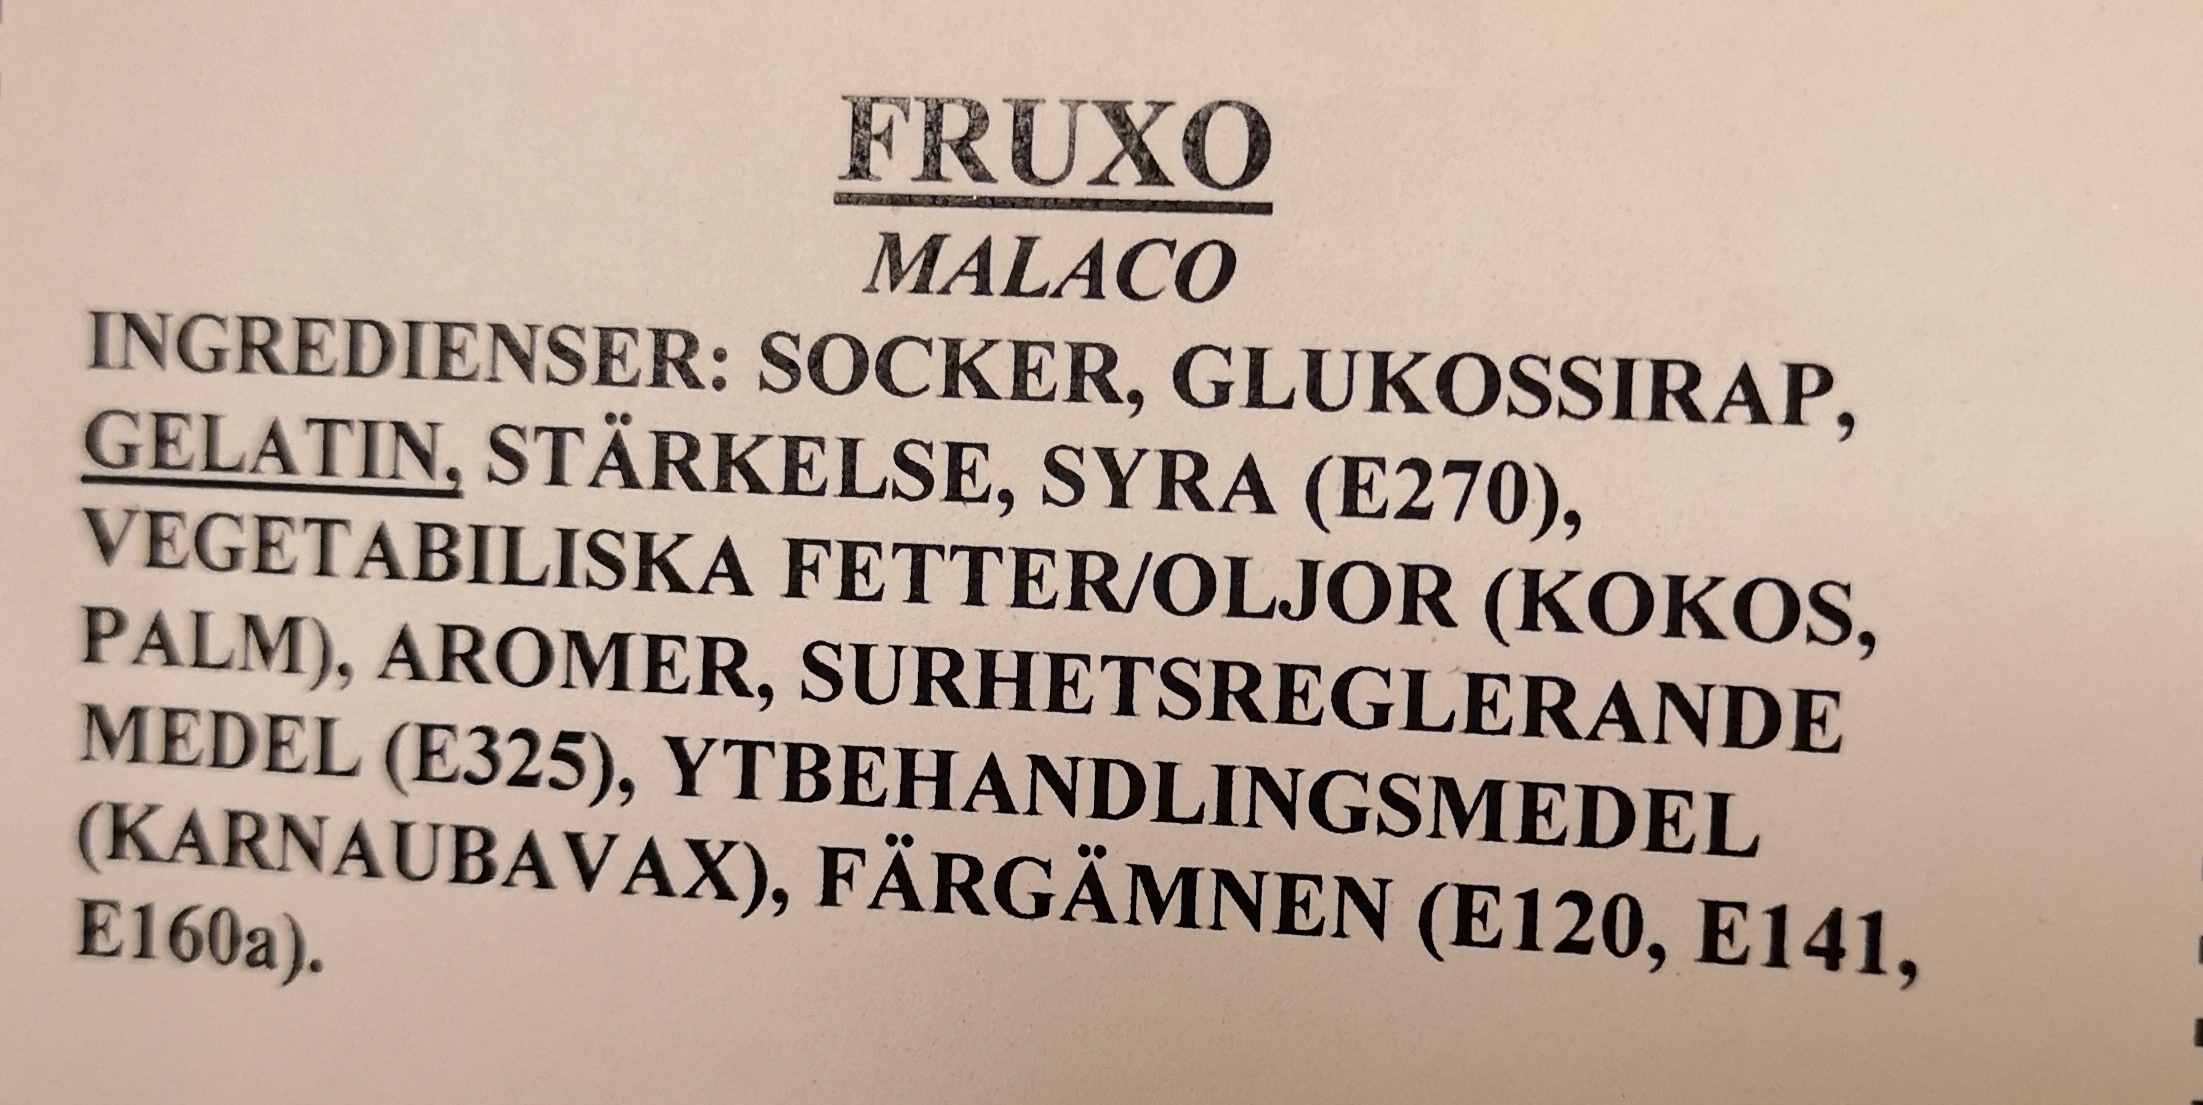 FRUXO
MALACO
INGREDIENSER: SOCKER, GLUKOSSIRAP,
GELATIN, STÄRKELSE, SYRA (E270),
VEGETABILISKA FETTER/OLJOR (KOKOS,
PALM), AROMER, SURHETSREGLERANDE
MEDEL (E325), YTBEHANDLINGSMEDEL
(KARNAUBAVAX), FÄRGÄMNEN (E120, E141,
E160a).